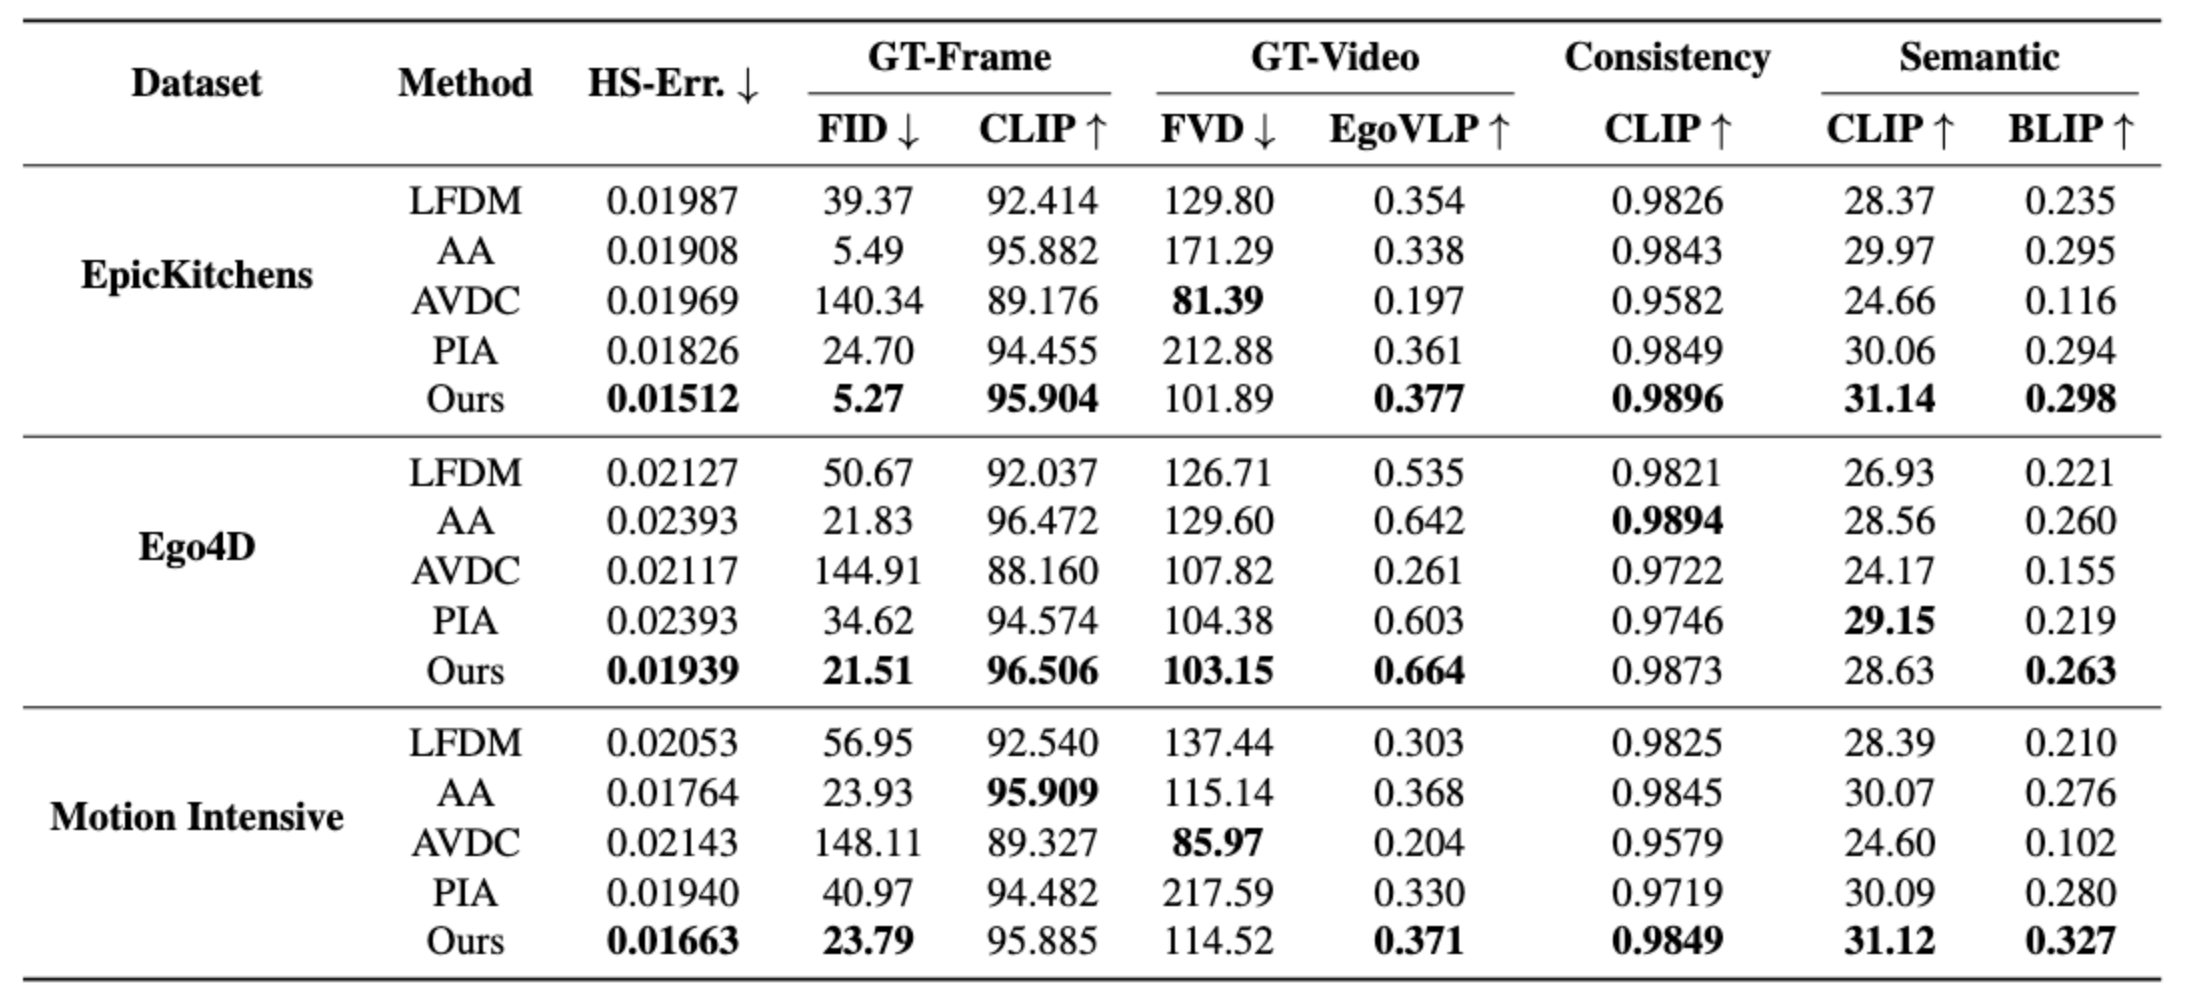 Dataset Method HS-Err. ↓ GT-Frame GT-Video Consistency Semantic
FID ↓ CLIP ↑ FVD ↓ EgoVLP ↑ CLIP ↑ CLIP ↑ BLIP ↑
EpicKitchens
LFDM 0.01987 39.37 92.414 129.80 0.354 0.9826 28.37 0.235
AA 0.01908 5.49 95.882 171.29 0.338 0.9843 29.97 0.295
AVDC 0.01969 140.34 89.176 81.39 0.197 0.9582 24.66 0.116
PIA 0.01826 24.70 94.455 212.88 0.361 0.9849 30.06 0.294
Ours 0.01512 5.27 95.904 101.89 0.377 0.9896 31.14 0.298
Ego4D
LFDM 0.02127 50.67 92.037 126.71 0.535 0.9821 26.93 0.221
AA 0.02393 21.83 96.472 129.60 0.642 0.9894 28.56 0.260
AVDC 0.02117 144.91 88.160 107.82 0.261 0.9722 24.17 0.155
PIA 0.02393 34.62 94.574 104.38 0.603 0.9746 29.15 0.219
Ours 0.01939 21.51 96.506 103.15 0.664 0.9873 28.63 0.263
Motion Intensive
LFDM 0.02053 56.95 92.540 137.44 0.303 0.9825 28.39 0.210
AA 0.01764 23.93 95.909 115.14 0.368 0.9845 30.07 0.276
AVDC 0.02143 148.11 89.327 85.97 0.204 0.9579 24.60 0.102
PIA 0.01940 40.97 94.482 217.59 0.330 0.9719 30.09 0.280
Ours 0.01663 23.79 95.885 114.52 0.371 0.9849 31.12 0.327